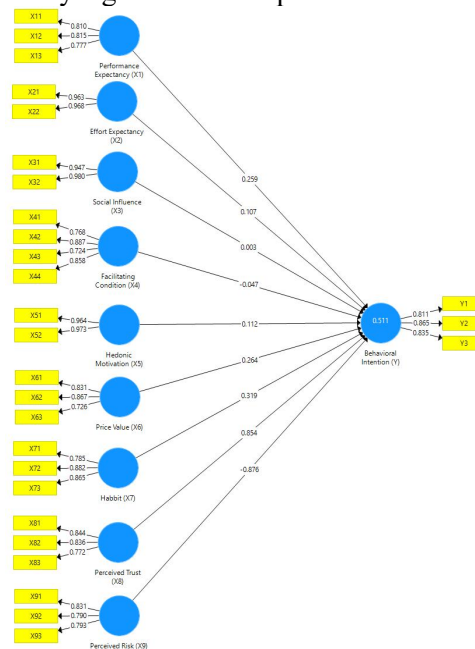 X11
X12
X13
0.810
0.815
0.777
Performance
Expectancy (X1)
X21
X22
0.963
0.968
Effort Expectancy
(X2)
X31
X32
0.947
0.980
Social Influence
(X3)
X41
X42
X43
X44
0.768
0.887
0.724
0.858
Facilitating
Condition (X4)
X51
X52
0.964
0.973
Hedonic
Motivation (X5)
X61
X62
X63
0.831
0.867
0.726
Price Value (X6)
X71
X72
X73
0.785
0.882
0.865
Habbit (X7)
X81
X82
X83
0.844
0.836
0.772
Perceived Trust
(X8)
X91
X92
X93
0.831
0.790
0.793
Perceived Risk (X9)
0.259
0.107
0.003
-0.047
0.112
0.264
0.319
0.854
-0.876
0.511
Behavioral
Intention (Y)
0.811
0.865
0.835
Y1
Y2
Y3